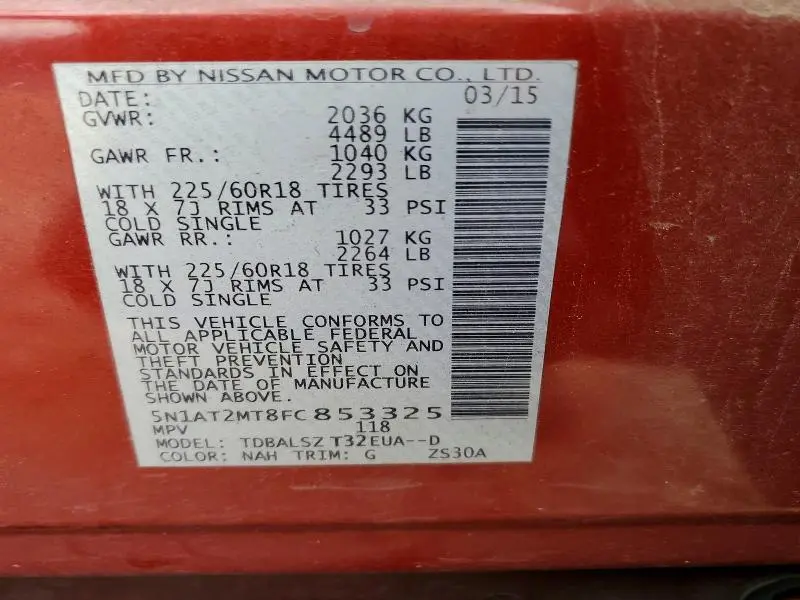 MFD BY NISSAN MOTOR CO., LTD.
DATE: 03/15
GVWR: 2036 KG
4489 LB
GAWR FR.: 1040 KG
2293 LB
WITH 225/60R18 TIRES
18 X 7J RIMS AT 33 PSI
COLD SINGLE
GAWR RR.: 1027 KG
2264 LB
WITH 225/60R18 TIRES
18 X 7J RIMS AT 33 PSI
COLD SINGLE
THIS VEHICLE CONFORMS TO
ALL APPLICABLE FEDERAL
MOTOR VEHICLE SAFETY AND
THEFT PREVENTION
STANDARDS IN EFFECT ON
THE DATE OF MANUFACTURE
SHOWN ABOVE.
5N1AT2MT8FC853325
MPV 118
MODEL: TDBALSZ T32EUA--D
COLOR: NAH TRIM: G ZS30A